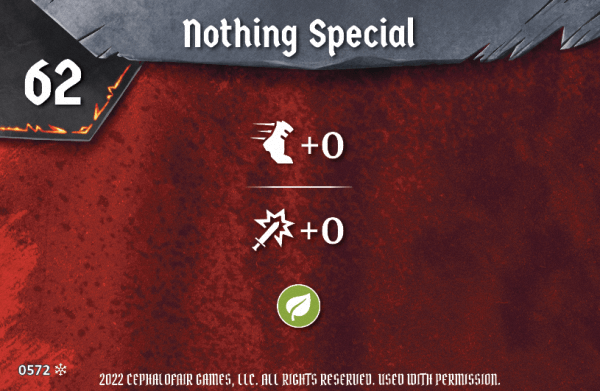 Nothing Special
62
+0
+0
0572
2022 CEPHALOFAIR GAMES, LLC. ALL RIGHTS RESERVED. USED WITH PERMISSION.